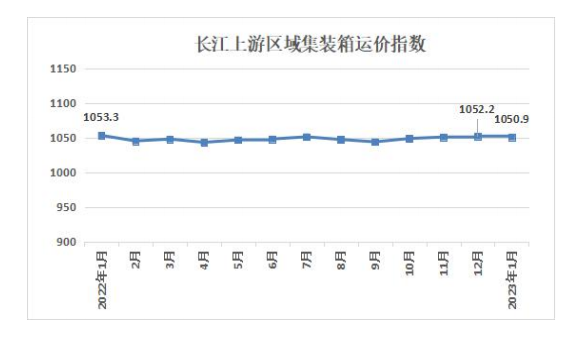 长江上游区域集装箱运价指数
1150
1100
1050
1000
950
900
1053.3
1052.2
1050.9
2022年1月
2月
3月
4月
5月
6月
7月
8月
9月
10月
11月
12月
2023年1月